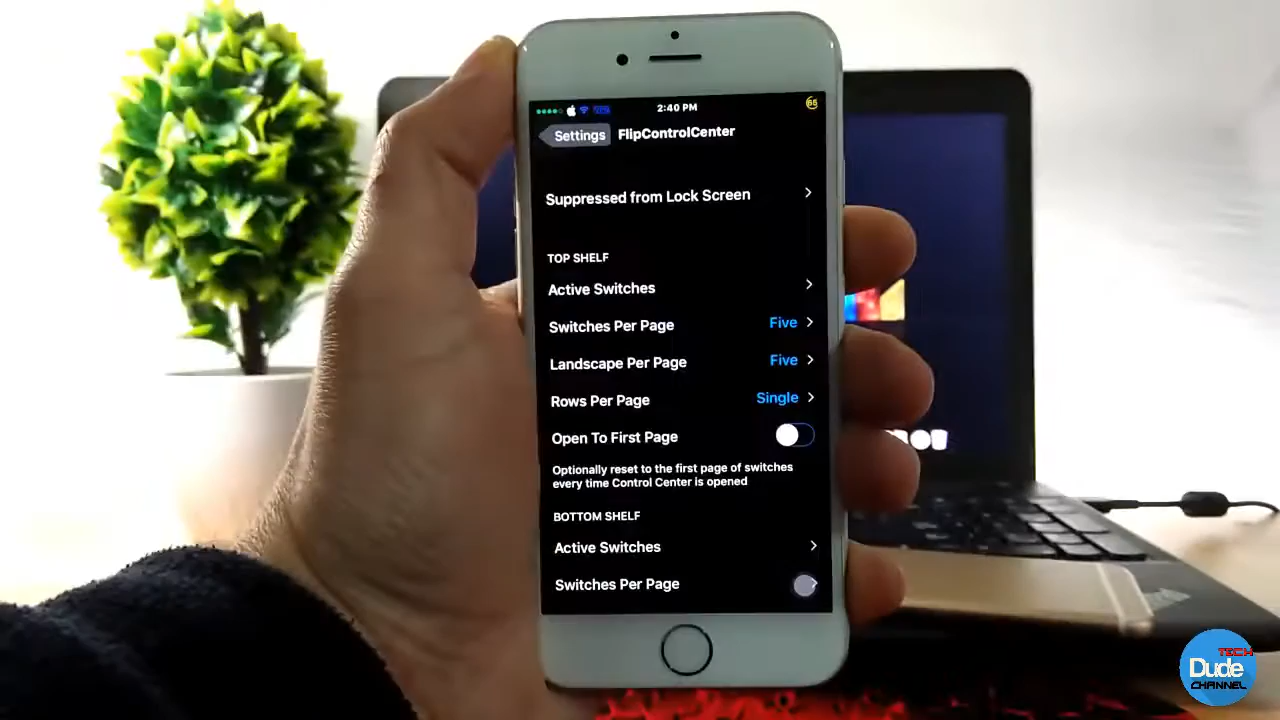 2:40 PM
65
Settings
FlipControlCenter
Suppressed from Lock Screen
TOP SHELF
Active Switches
Switches Per Page Five
Landscape Per Page Five
Rows Per Page Single
Open To First Page
Optionally reset to the first page of switches
every time Control Center is opened
BOTTOM SHELF
Active Switches
Switches Per Page
TECH
Dude
CHANNEL